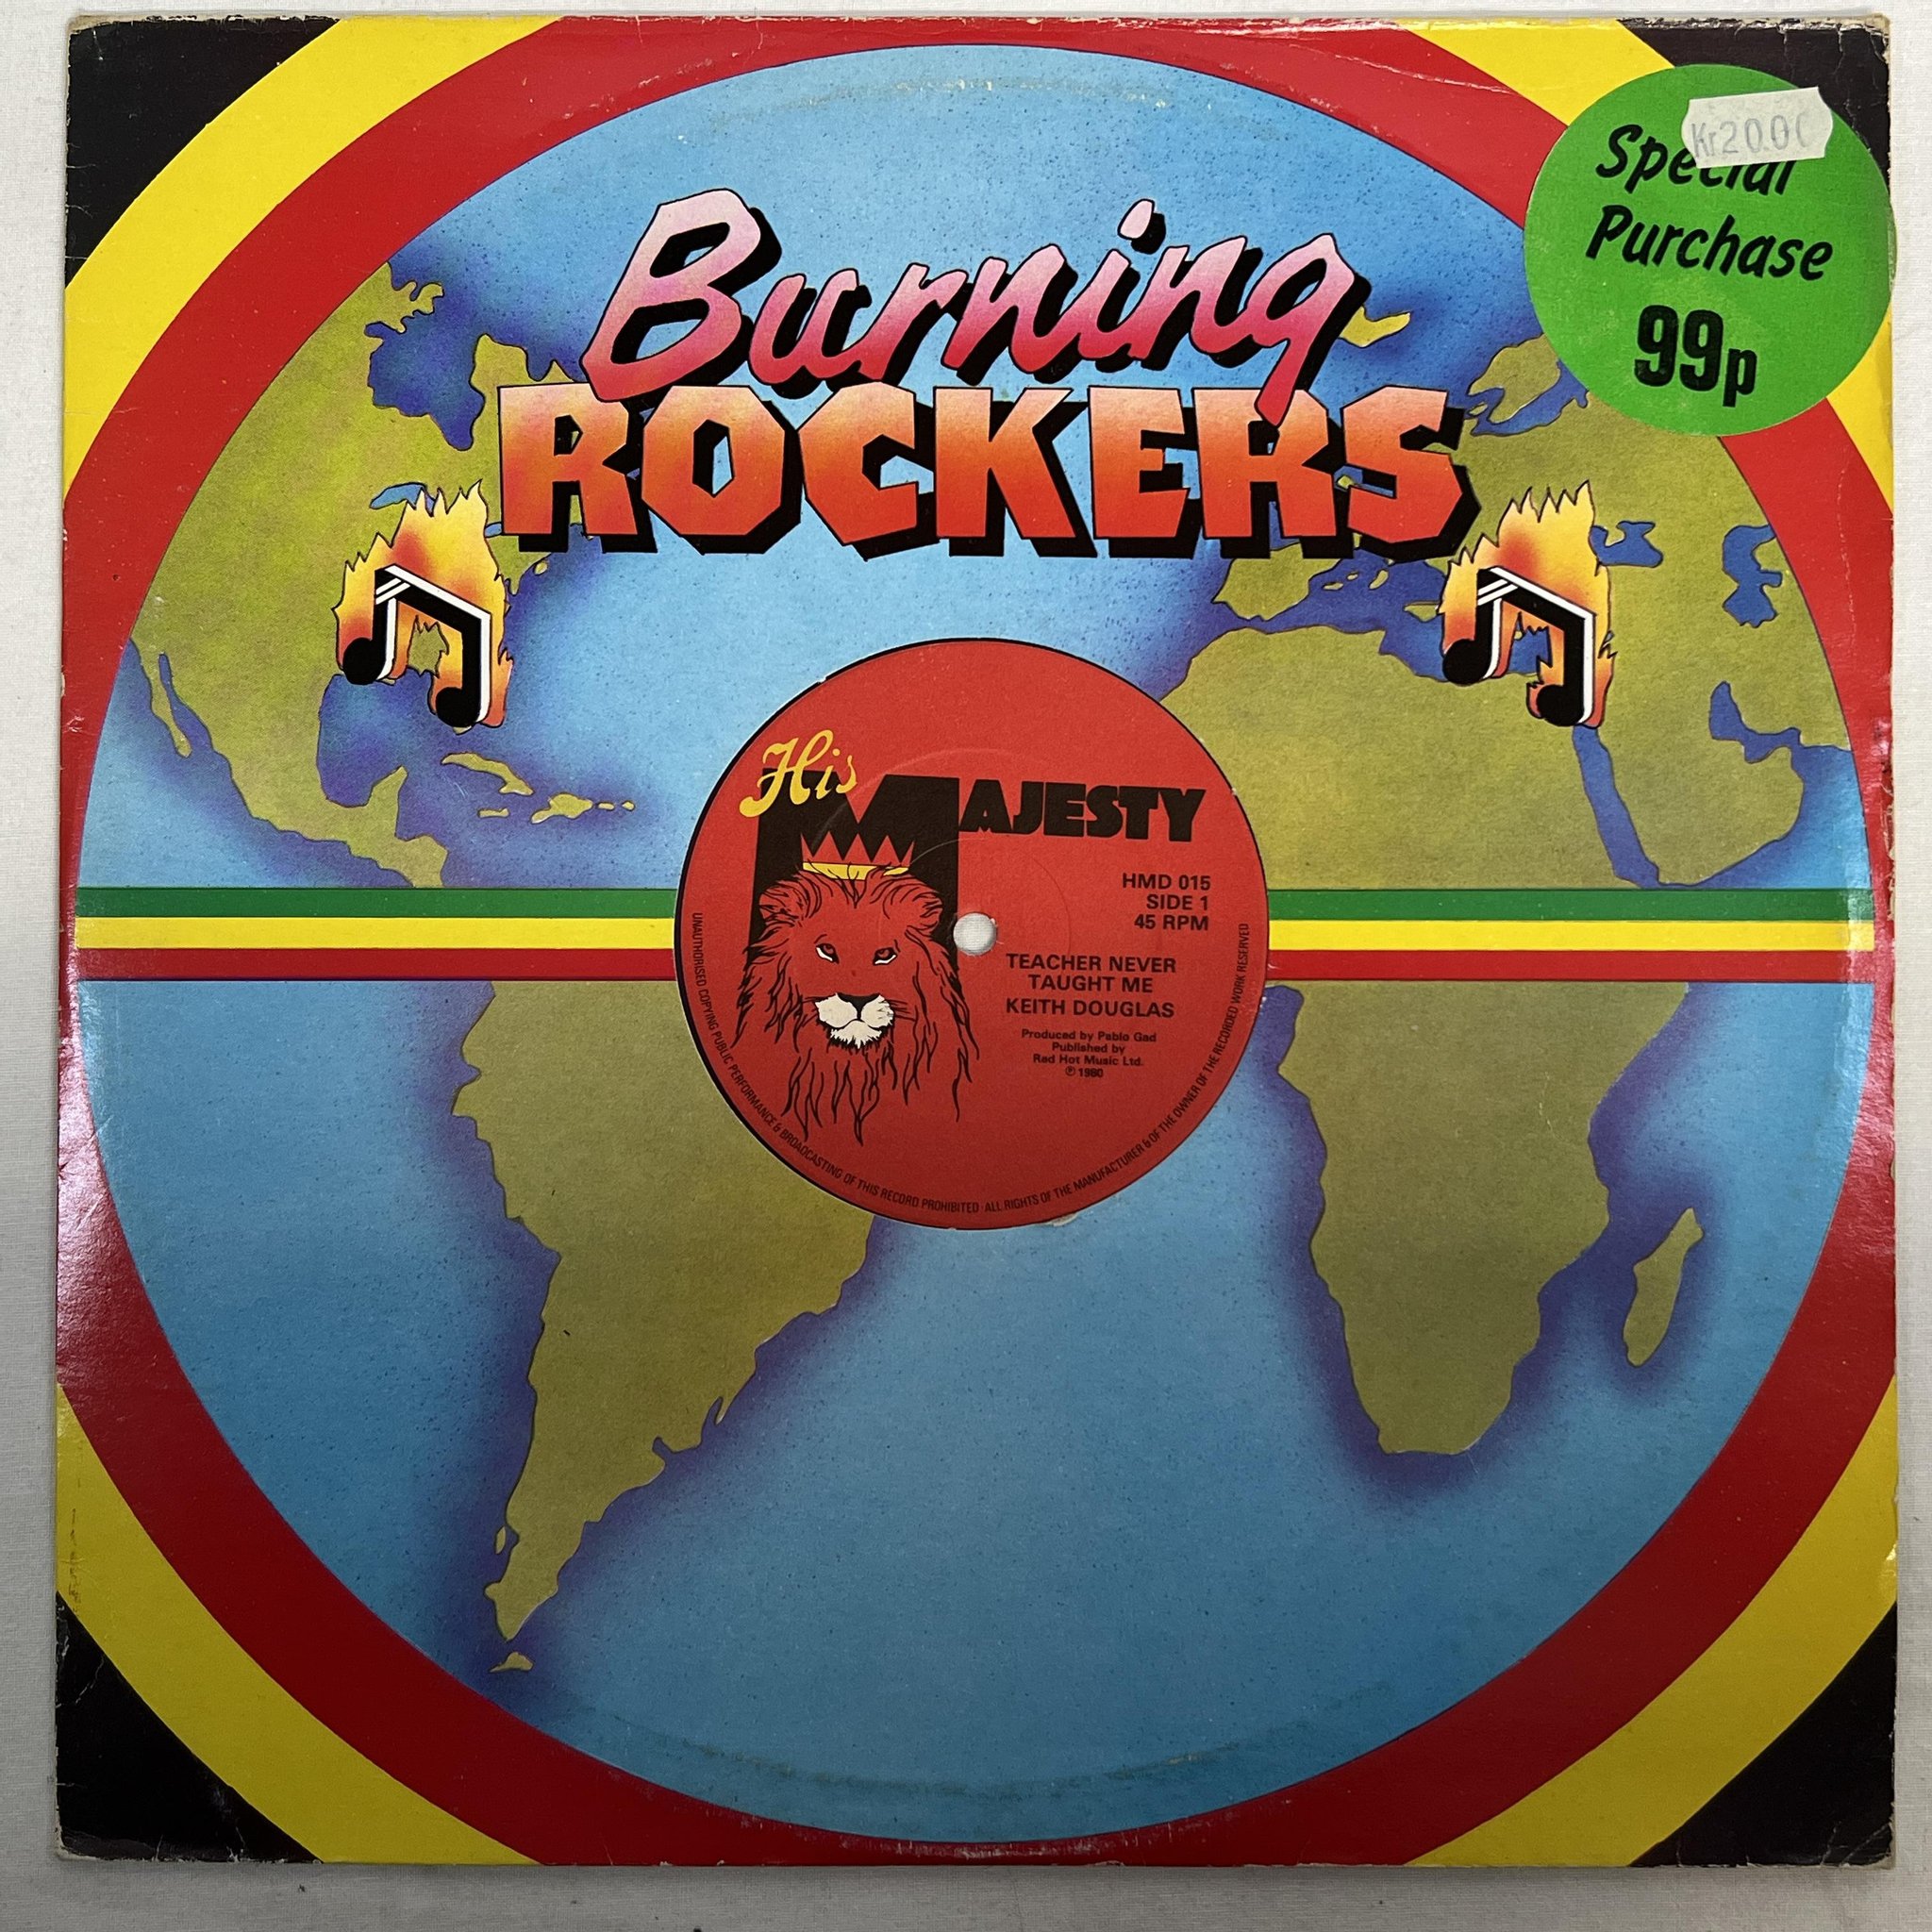 Burning
ROCKERS
Kr20.00
Special
Purchase
99p
His
MAJESTY
HMD 015
SIDE 1
45 RPM
TEACHER NEVER
TAUGHT ME
KEITH DOUGLAS
Produced by Pablo Gad
Published by
Red Hot Music Ltd.
℗ 1980
UNAUTHORISED COPYING PUBLIC PERFORMANCE & BROADCASTING OF THIS RECORD PROHIBITED · ALL RIGHTS OF THE MANUFACTURER & OF THE OWNER OF THE RECORDED WORK RESERVED